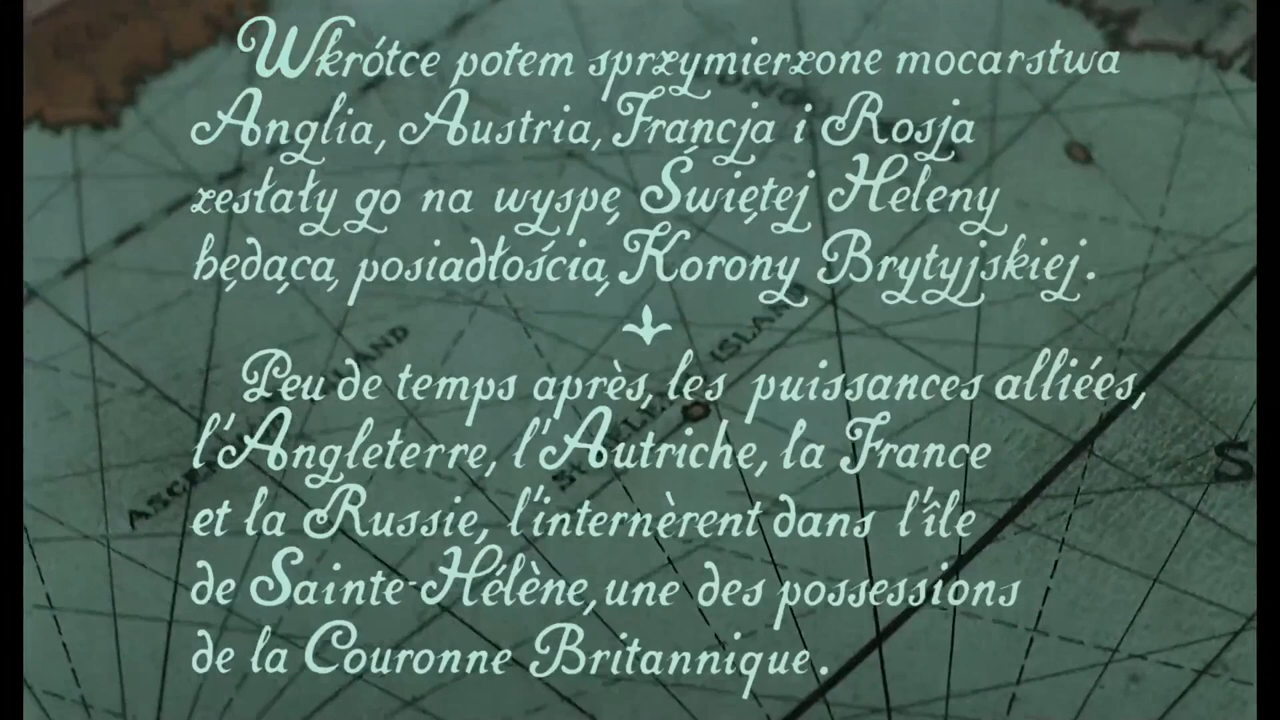 Wkrótce potem sprzymierzone mocarstwa
Anglia, Austria, Francja i Rosja
zesłały go na wyspę Świętej Heleny
będącą posiadłością Korony Brytyjskiej.
Peu de temps après, les puissances alliées,
l'Angleterre, l'Autriche, la France
et la Russie, l'internèrent dans l'île
de Sainte-Hélène, une des possessions
de la Couronne Britannique.